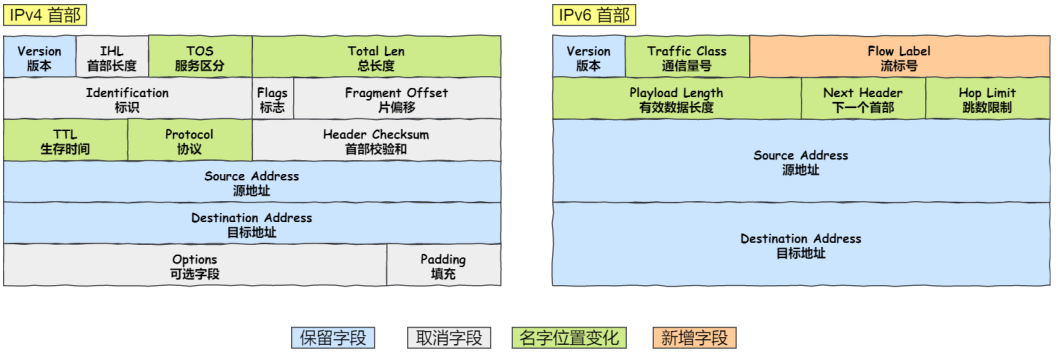 IPv4 首部
Version
版本
IHL
首部长度
TOS
服务区分
Total Len
总长度
Identification
标识
Flags
标志
Fragment Offset
片偏移
TTL
生存时间
Protocol
协议
Header Checksum
首部校验和
Source Address
源地址
Destination Address
目标地址
Options
可选字段
Padding
填充
IPv6 首部
Version
版本
Traffic Class
通信量号
Flow Label
流标号
Playload Length
有效数据长度
Next Header
下一个首部
Hop Limit
跳数限制
Source Address
源地址
Destination Address
目标地址
保留字段
取消字段
名字位置变化
新增字段